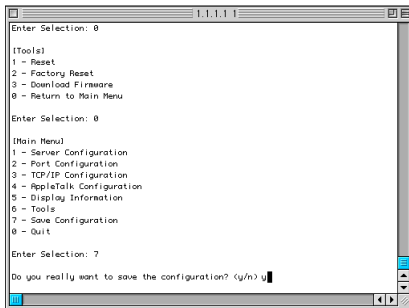 1.1.1.1 1
Enter Selection: 0
[Tools]
1 - Reset
2 - Factory Reset
3 - Download Firmware
0 - Return to Main Menu
Enter Selection: 0
[Main Menu]
1 - Server Configuration
2 - Port Configuration
3 - TCP/IP Configuration
4 - AppleTalk Configuration
5 - Display Information
6 - Tools
7 - Save Configuration
0 - Quit
Enter Selection: 7
Do you really want to save the configuration? (y/n) y